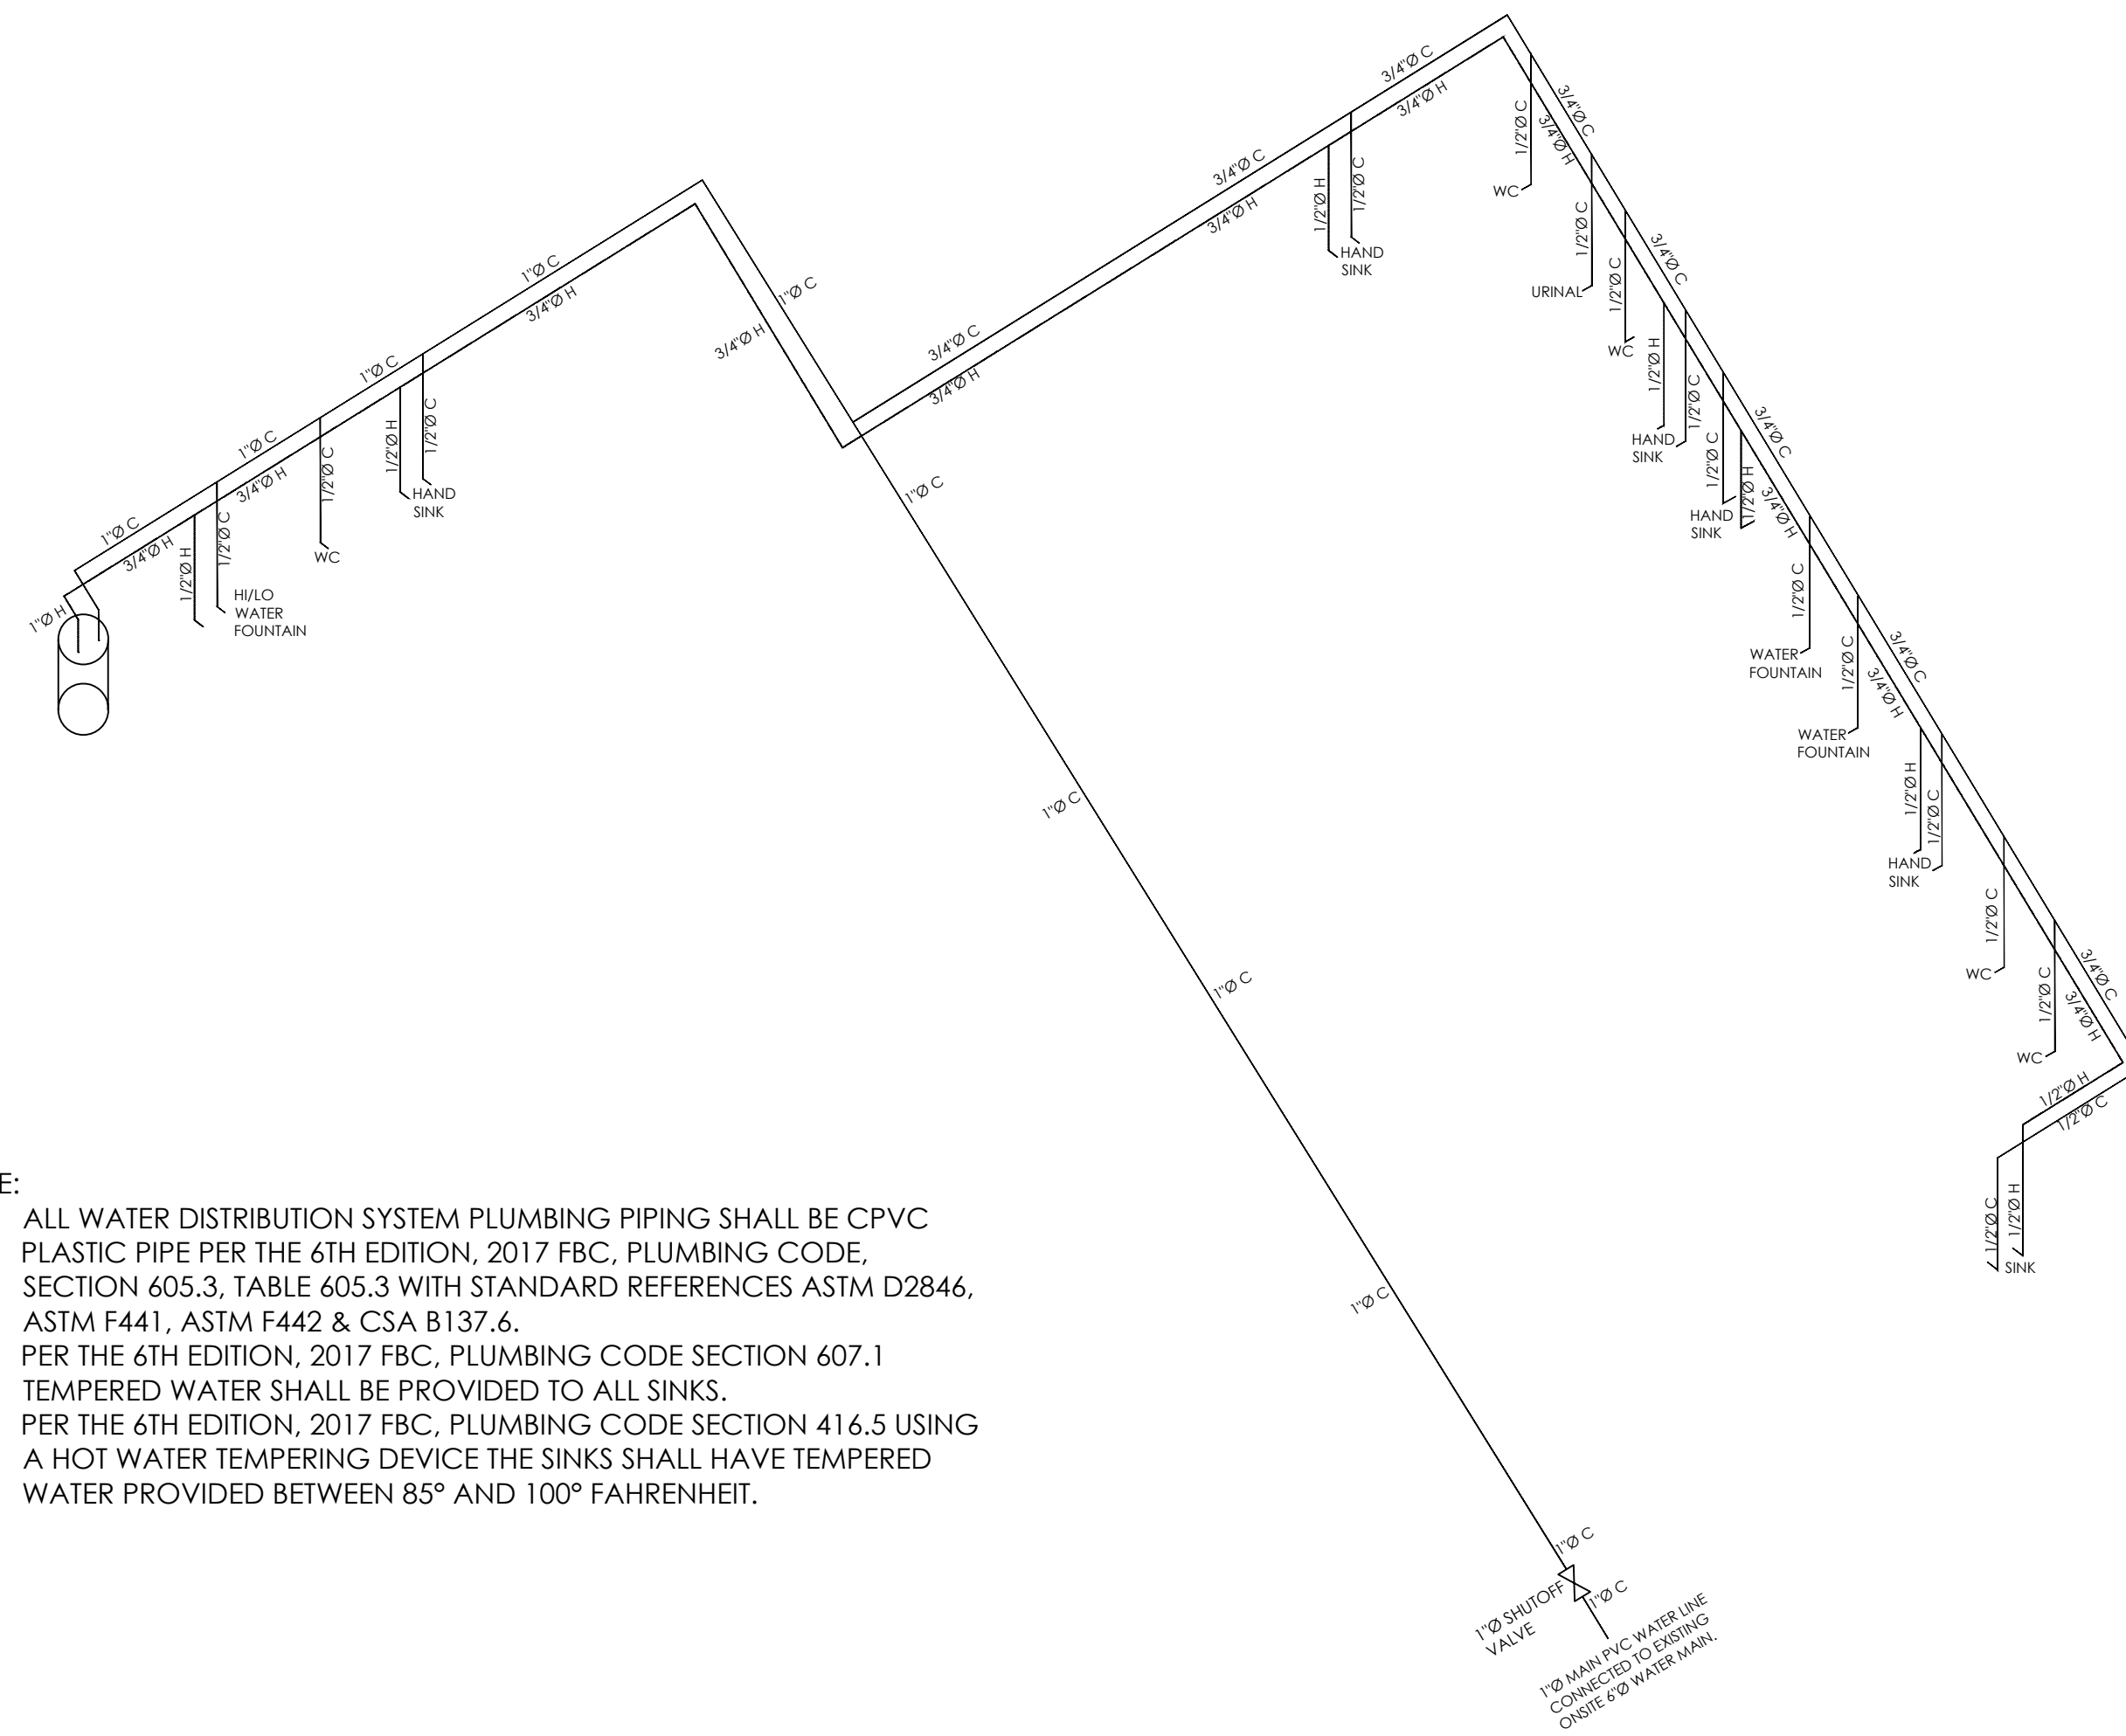 3/4"Ø C
3/4"Ø H
3/4"Ø C
3/4"Ø H
1/2"Ø C
WC
3/4"Ø C
3/4"Ø H
1/2"Ø H
1/2"Ø C
HAND
SINK
1/2"Ø C
URINAL
3/4"Ø C
1/2"Ø C
WC
1"Ø C
3/4"Ø H
1"Ø C
3/4"Ø H
3/4"Ø C
3/4"Ø H
1/2"Ø H
1/2"Ø C
HAND
SINK
1"Ø C
1/2"Ø H
1/2"Ø C
HAND
SINK
3/4"Ø C
1/2"Ø C
1/2"Ø H
HAND
SINK
3/4"Ø H
1"Ø C
3/4"Ø H
1/2"Ø C
WC
1"Ø C
1"Ø C
3/4"Ø H
1/2"Ø H
1/2"Ø C
HI/LO
WATER
FOUNTAIN
1"Ø H
1/2"Ø C
WATER
FOUNTAIN
3/4"Ø C
1/2"Ø C
3/4"Ø H
WATER
FOUNTAIN
1"Ø C
1/2"Ø H
1/2"Ø C
HAND
SINK
1/2"Ø C
WC
1"Ø C
3/4"Ø C
1/2"Ø C
3/4"Ø H
WC
1/2"Ø H
1/2"Ø C
1/2"Ø C
1/2"Ø H
SINK
1"Ø C
E:
ALL WATER DISTRIBUTION SYSTEM PLUMBING PIPING SHALL BE CPVC
PLASTIC PIPE PER THE 6TH EDITION, 2017 FBC, PLUMBING CODE,
SECTION 605.3, TABLE 605.3 WITH STANDARD REFERENCES ASTM D2846,
ASTM F441, ASTM F442 & CSA B137.6.
PER THE 6TH EDITION, 2017 FBC, PLUMBING CODE SECTION 607.1
TEMPERED WATER SHALL BE PROVIDED TO ALL SINKS.
PER THE 6TH EDITION, 2017 FBC, PLUMBING CODE SECTION 416.5 USING
A HOT WATER TEMPERING DEVICE THE SINKS SHALL HAVE TEMPERED
WATER PROVIDED BETWEEN 85° AND 100° FAHRENHEIT.
1"Ø C
1"Ø SHUTOFF
VALVE
1"Ø C
1"Ø MAIN PVC WATER LINE
CONNECTED TO EXISTING
ONSITE 6"Ø WATER MAIN.